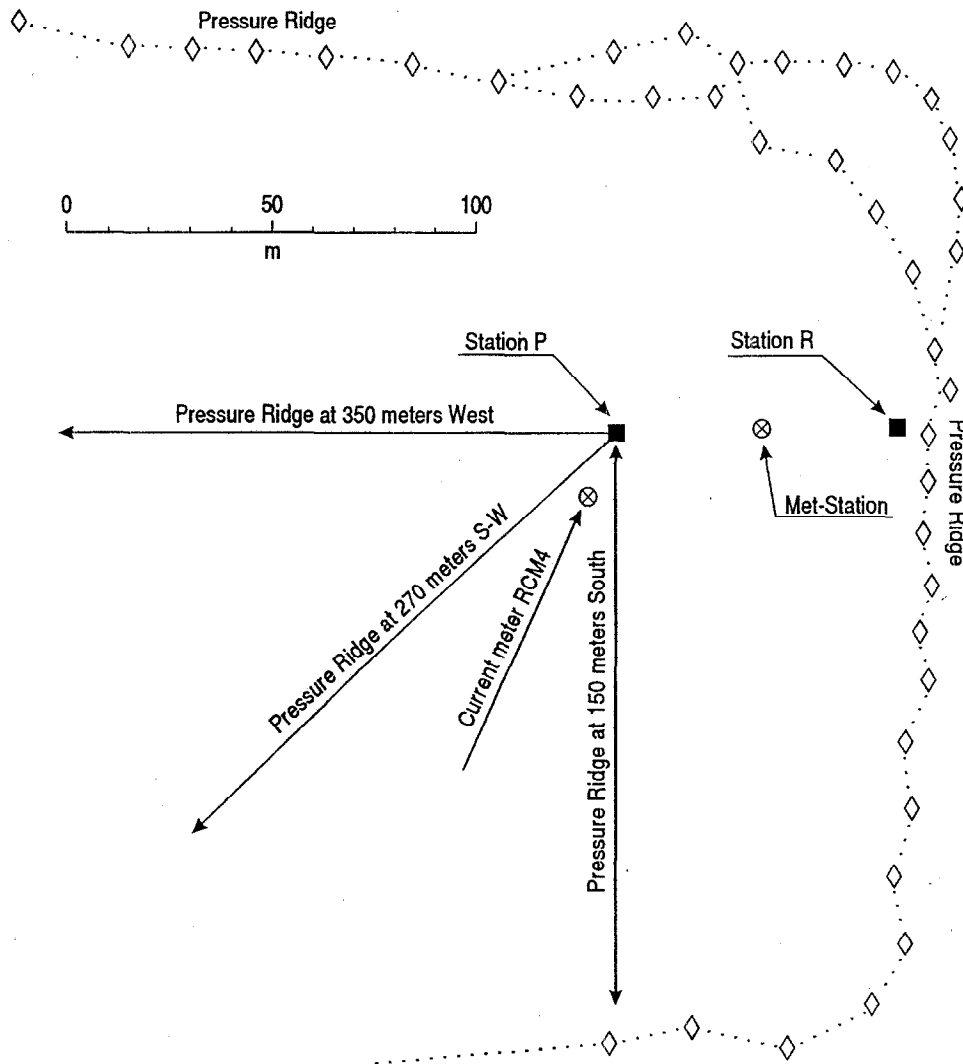 Pressure Ridge
0 50 100
m
Station P
Station R
Pressure Ridge at 350 meters West
Met-Station
Pressure Ridge
Pressure Ridge at 270 meters S-W
Current meter RCM4
Pressure Ridge at 150 meters South